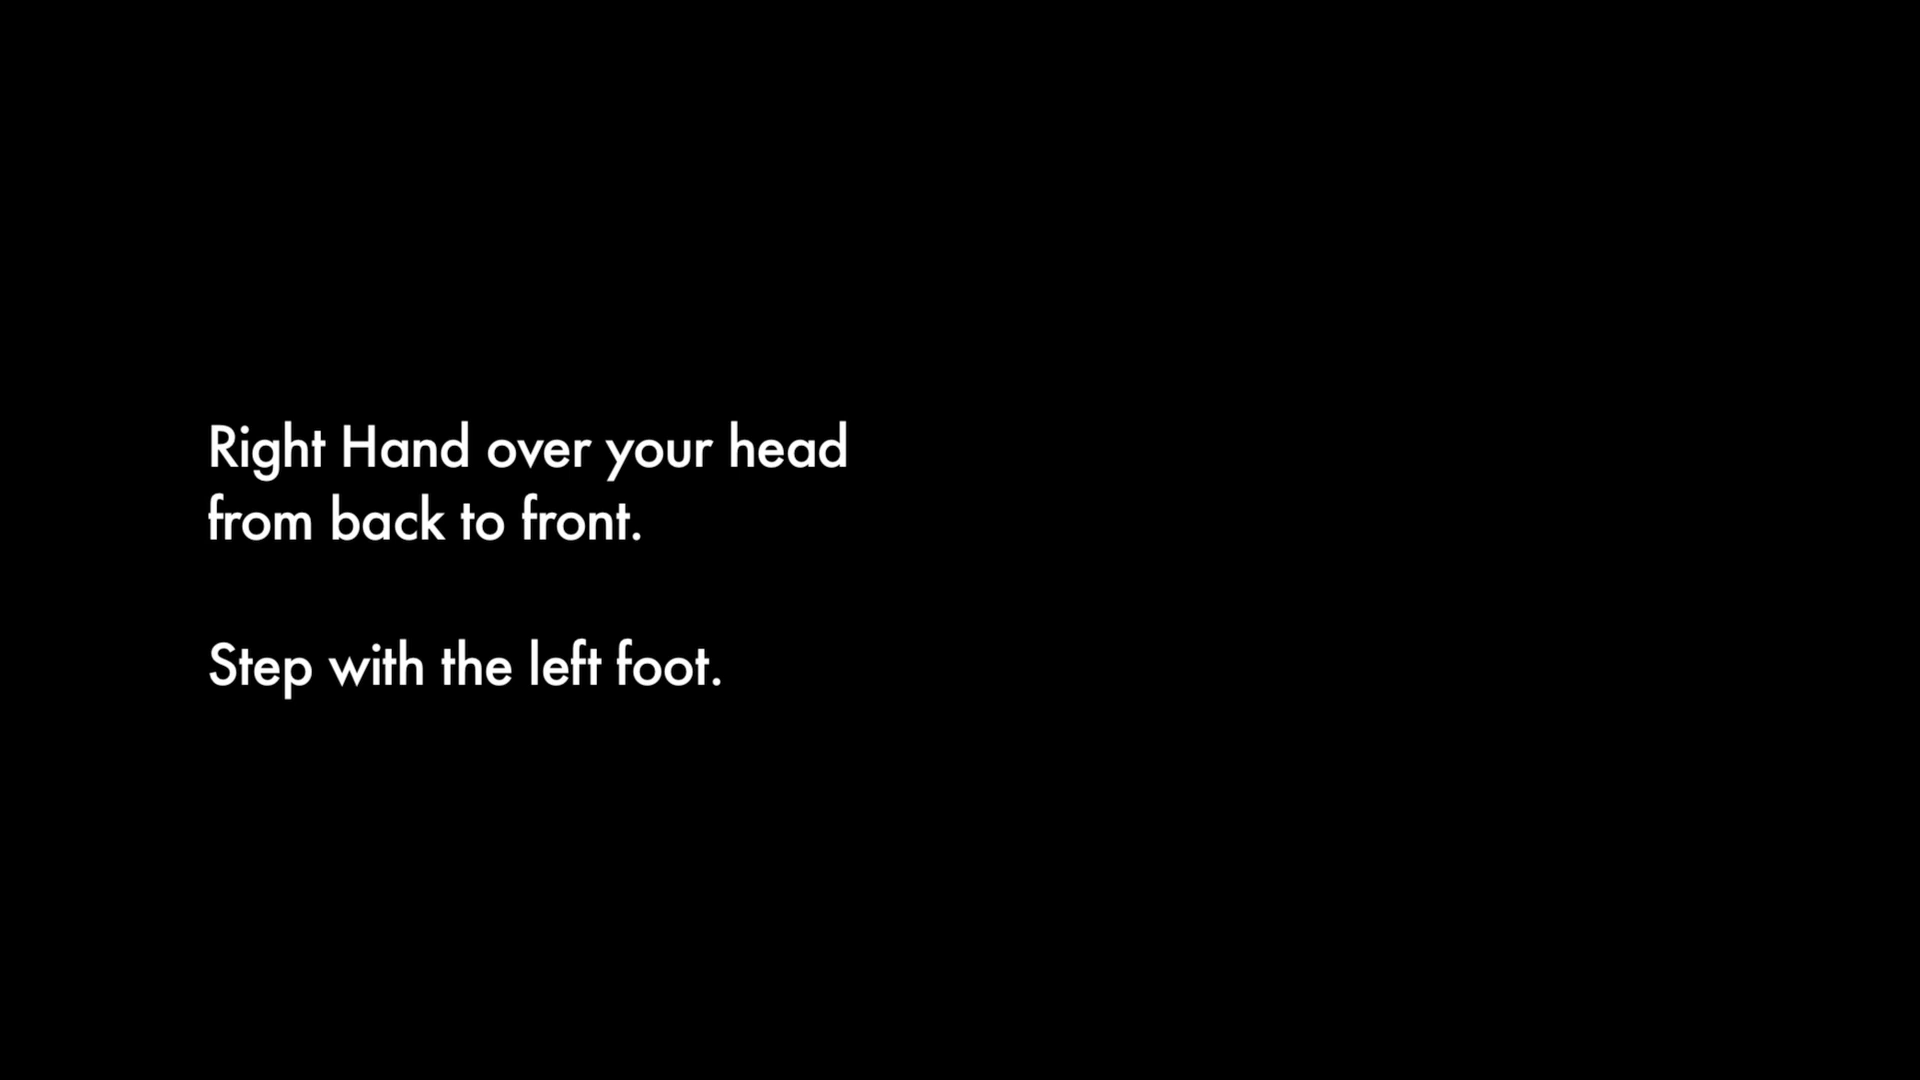 Right Hand over your head
from back to front.
Step with the left foot.